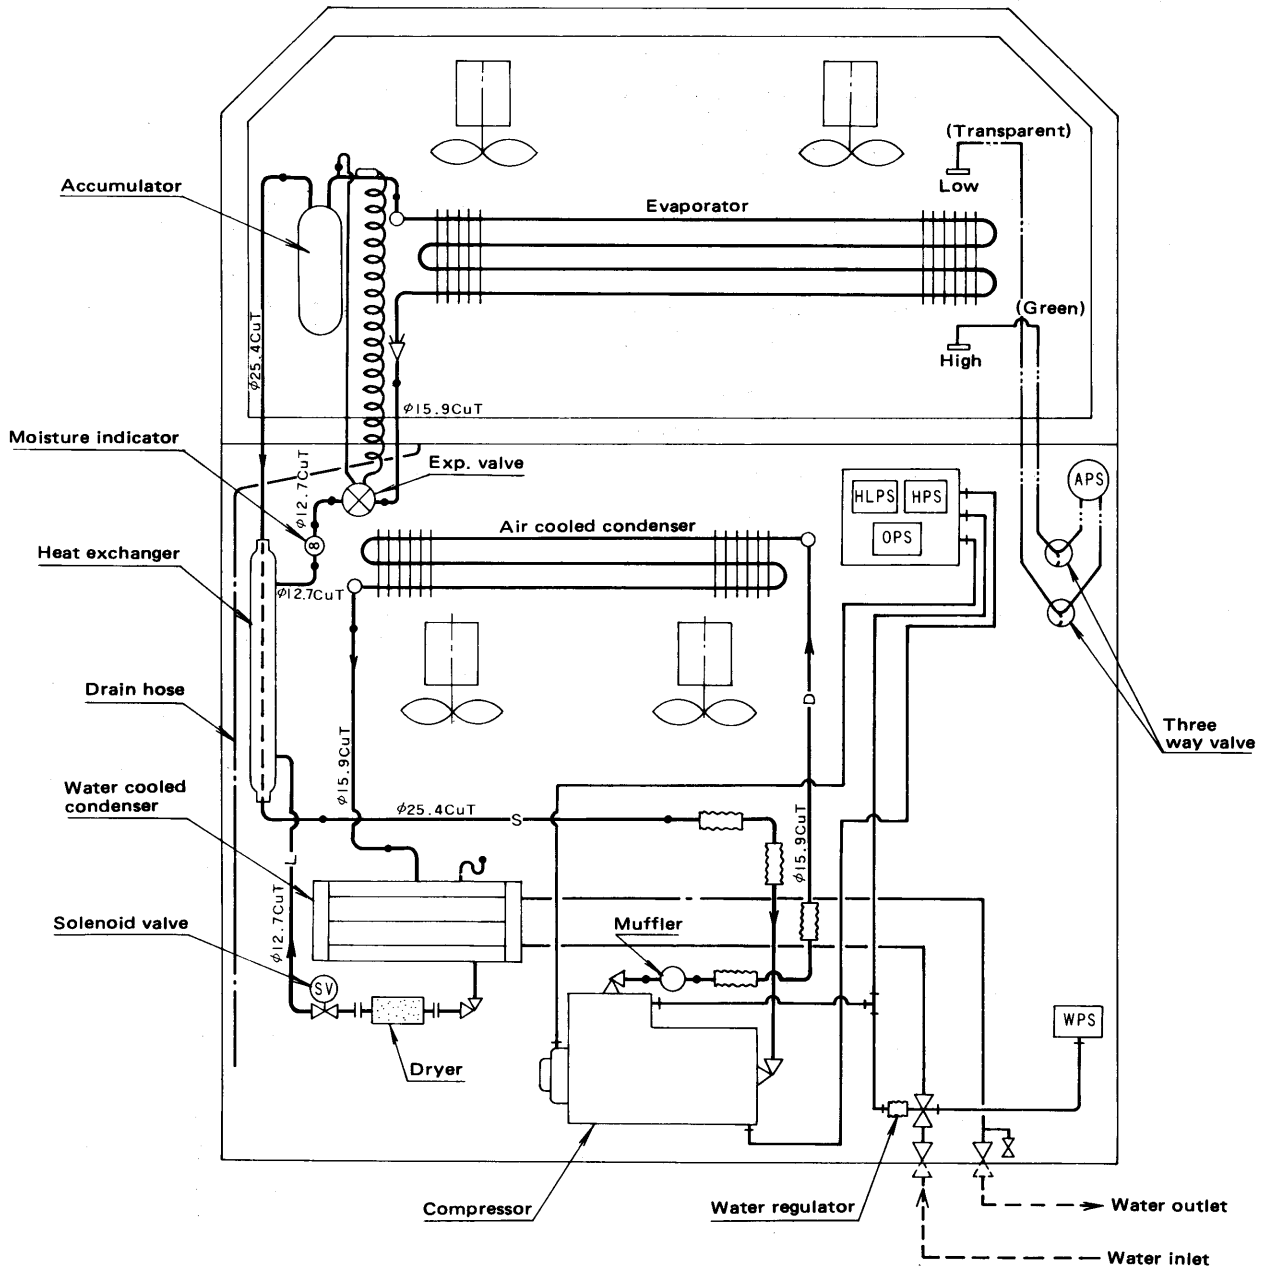 (Transparent)
Low
Accumulator
Evaporator
(Green)
High
φ25.4CuT
φ15.9CuT
Moisture indicator
φ12.7CuT
Exp. valve
APS
HLPS
HPS
OPS
Air cooled condenser
8
Heat exchanger
φ12.7CuT
Drain hose
D
Three
way valve
φ15.9CuT
Water cooled
condenser
φ25.4CuT
S
φ15.9CuT
L
φ12.7CuT
Solenoid valve
Muffler
SV
WPS
Dryer
Compressor
Water regulator
Water outlet
Water inlet